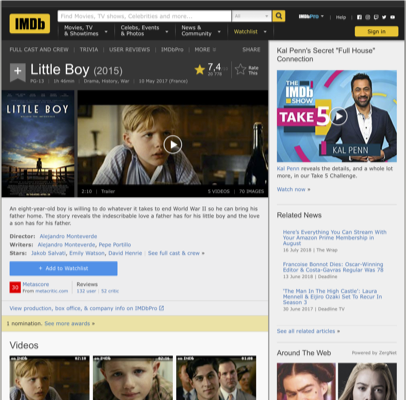 IMDb
Find Movies, TV shows, Celebrities and more...
All
IMDbPro
Help
Movies, TV
& Showtimes
Celebs, Events
& Photos
News &
Community
Watchlist
Sign in
FULL CAST AND CREW | TRIVIA | USER REVIEWS | IMDbPro | MORE
SHARE
Little Boy (2015)
PG-13 | 1h 46min | Drama, History, War | 10 May 2017 (France)
7,4
Rate
This
LITTLE BOY
2:10 | Trailer
5 VIDEOS | 70 IMAGES
An eight-year-old boy is willing to do whatever it takes to end World War II so he can bring his
father home. The story reveals the indescribable love a father has for his little boy and the love
a son has for his father.
Director: Alejandro Monteverde
Writers: Alejandro Monteverde, Pepe Portillo
Stars: Jakob Salvati, Emily Watson, David Henrie | See full cast & crew »
+ Add to Watchlist
30
Metascore
From metacritic.com
Reviews
132 user | 53 critic
View production, box office, & company info on IMDbPro
1 nomination. See more awards »
Videos
Kal Penn's Secret "Full House"
Connection
THE
IMDb
SHOW
TAKE 5
KAL PENN
Kal Penn reveals the details, and a whole lot
more, in our Take 5 Challenge.
Watch now »
Related News
Here's Everything You Can Stream With
Your Amazon Prime Membership in
August
16 July 2018 | The Wrap
Francoise Bonnot Dies: Oscar-Winning
Editor & Costa-Gavras Regular Was 78
13 June 2018 | Deadline
'The Man In The High Castle': Laura
Mennell & Eijiro Ozaki Set To Recur In
Season 3
30 June 2017 | Deadline TV
See all related articles »
Around The Web
Powered by ZergNet